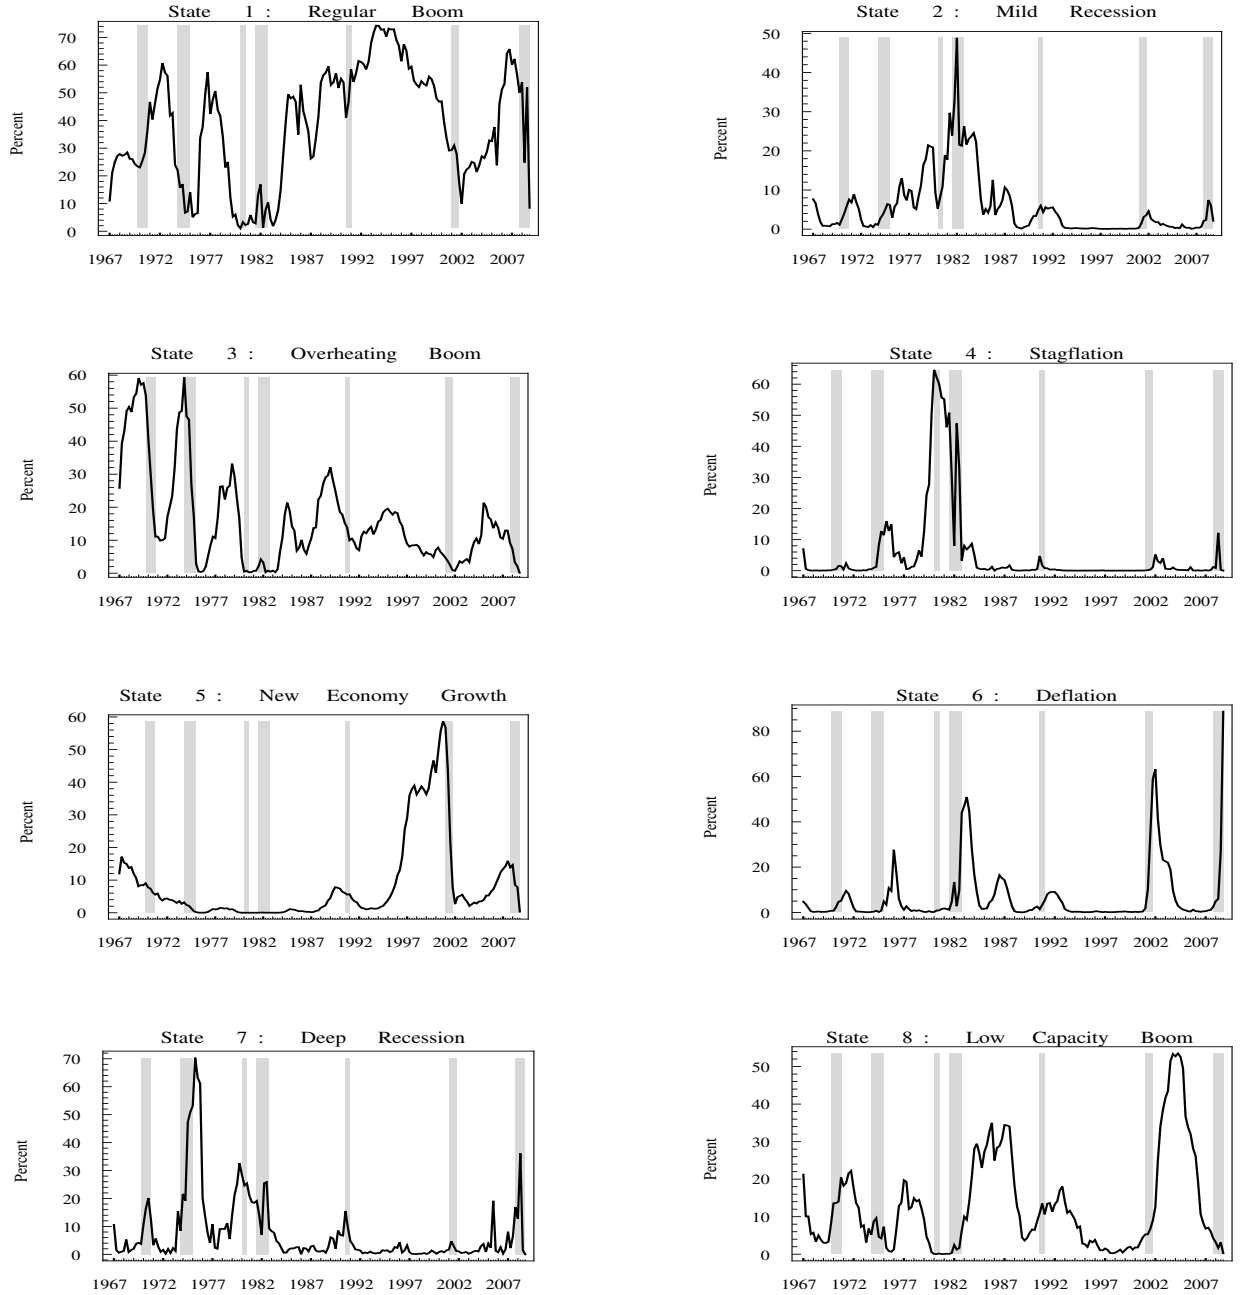 State 1 : Regular Boom
70
60
50
40
30
20
10
0
Percent
1967 1972 1977 1982 1987 1992 1997 2002 2007
State 2 : Mild Recession
50
40
30
20
10
0
Percent
1967 1972 1977 1982 1987 1992 1997 2002 2007
State 3 : Overheating Boom
60
50
40
30
20
10
0
Percent
1967 1972 1977 1982 1987 1992 1997 2002 2007
State 4 : Stagflation
60
50
40
30
20
10
0
Percent
1967 1972 1977 1982 1987 1992 1997 2002 2007
State 5 : New Economy Growth
60
50
40
30
20
10
0
Percent
1967 1972 1977 1982 1987 1992 1997 2002 2007
State 6 : Deflation
80
60
40
20
0
Percent
1967 1972 1977 1982 1987 1992 1997 2002 2007
State 7 : Deep Recession
70
60
50
40
30
20
10
0
Percent
1967 1972 1977 1982 1987 1992 1997 2002 2007
State 8 : Low Capacity Boom
50
40
30
20
10
0
Percent
1967 1972 1977 1982 1987 1992 1997 2002 2007